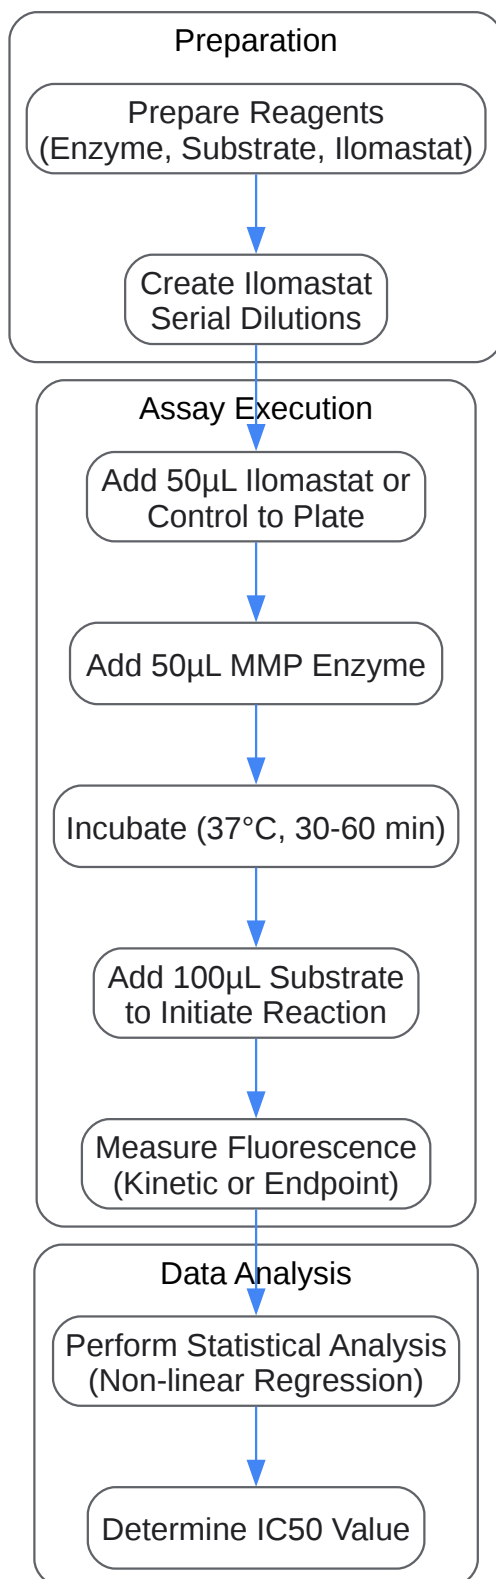 Preparation
Prepare Reagents
(Enzyme, Substrate, Ilomastat)
Create Ilomastat
Serial Dilutions
Assay Execution
Add 50µL Ilomastat or
Control to Plate
Add 50µL MMP Enzyme
Incubate (37°C, 30-60 min)
Add 100µL Substrate
to Initiate Reaction
Measure Fluorescence
(Kinetic or Endpoint)
Data Analysis
Perform Statistical Analysis
(Non-linear Regression)
Determine IC50 Value